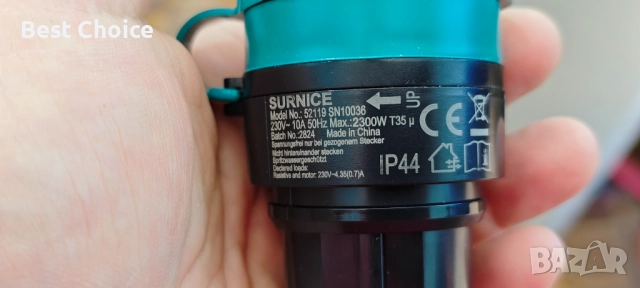 Best Choice
SURNICE
UP
Model No.: 52119 SN10036
230V~ 10A 50Hz Max.:2300W T35 µ
Batch No.:2824 Made in China
Spannungsfrei nur bei gezogenem Stecker
Nicht hintereinander stecken
Spritzwassergeschützt
Declared loads:
Resistive and motor: 230V~4.35(0.7)A
CE
IP44
BAZAR